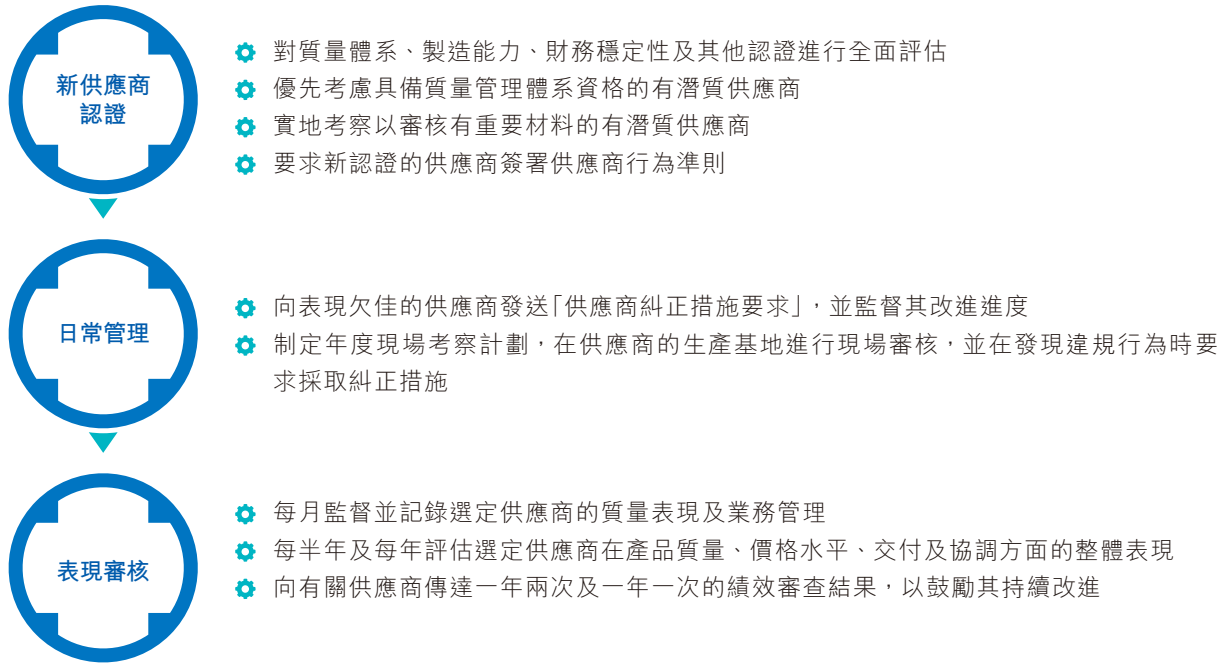 新供應商
認證
對質量體系、製造能力、財務穩定性及其他認證進行全面評估
優先考慮具備質量管理體系資格的有潛質供應商
實地考察以審核有重要材料的有潛質供應商
要求新認證的供應商簽署供應商行為準則
日常管理
向表現欠佳的供應商發送「供應商糾正措施要求」，並監督其改進進度
制定年度現場考察計劃，在供應商的生產基地進行現場審核，並在發現違規行為時要
求採取糾正措施
表現審核
每月監督並記錄選定供應商的質量表現及業務管理
每半年及每年評估選定供應商在產品質量、價格水平、交付及協調方面的整體表現
向有關供應商傳達一年兩次及一年一次的績效審查結果，以鼓勵其持續改進